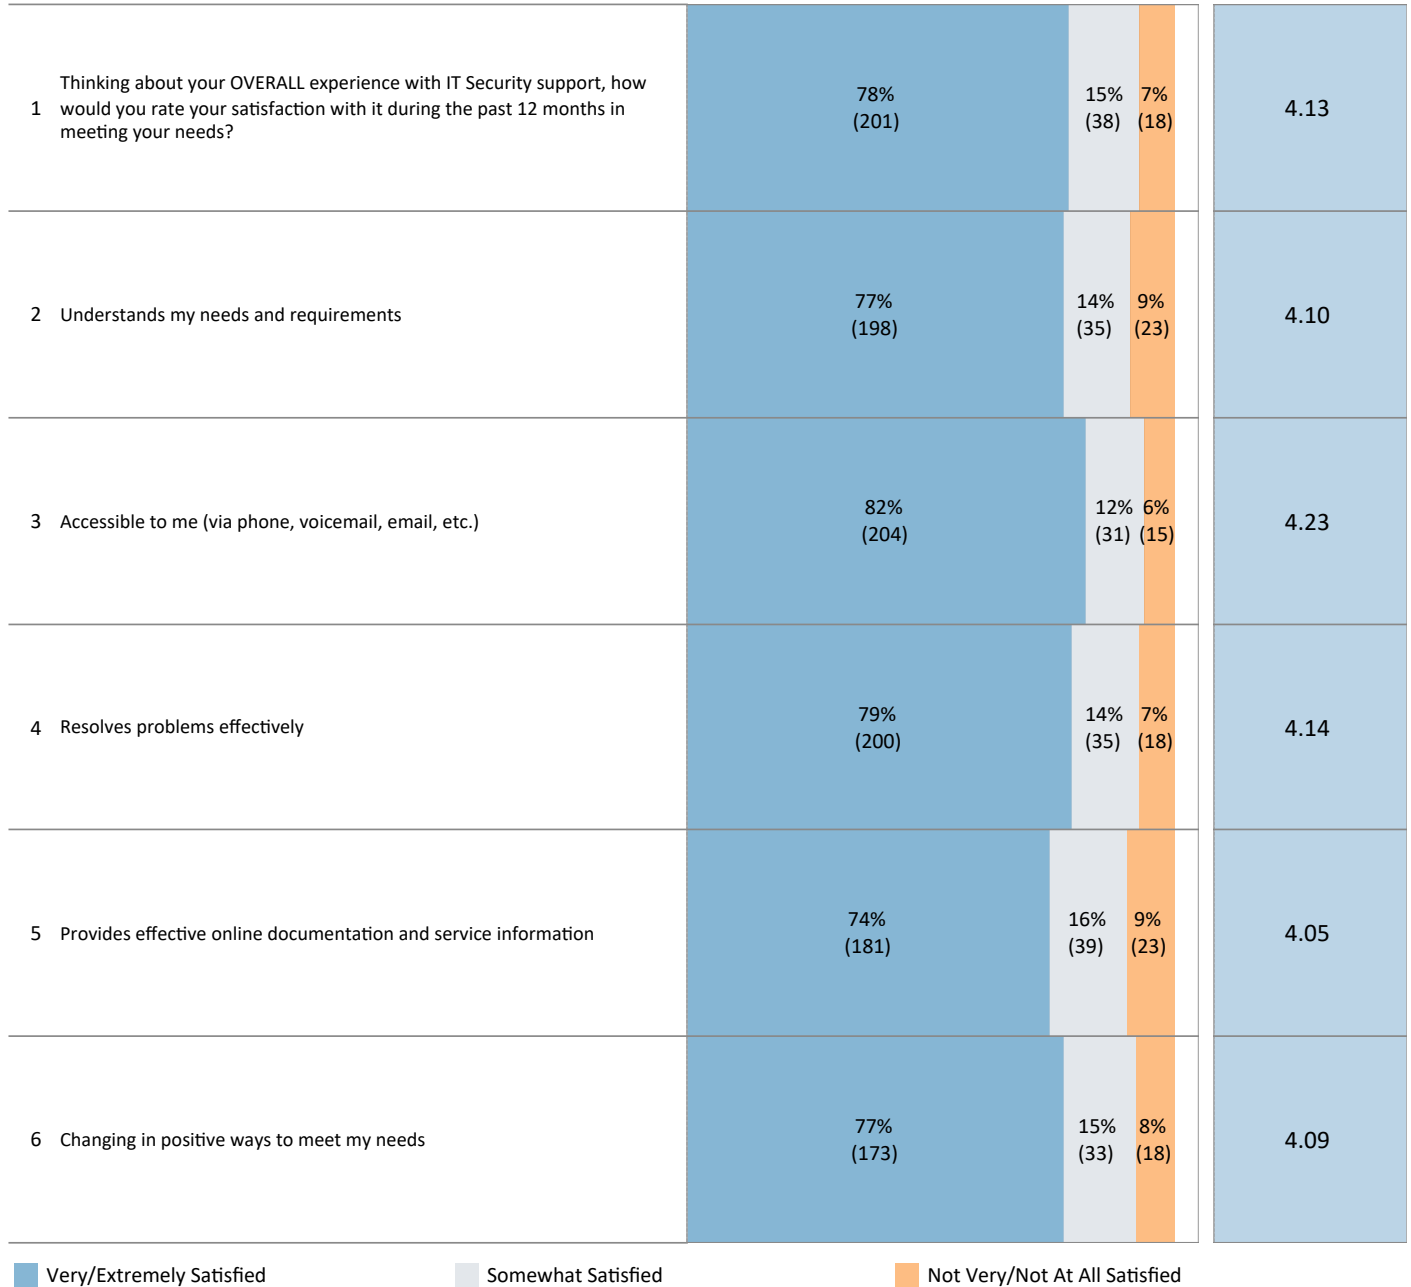 Thinking about your OVERALL experience with IT Security support, how
1 would you rate your satisfaction with it during the past 12 months in
meeting your needs?
78% 15% 7%
(201) (38) (18)
4.13
2 Understands my needs and requirements
77% 14% 9%
(198) (35) (23)
4.10
3 Accessible to me (via phone, voicemail, email, etc.)
82% 12% 6%
(204) (31) (15)
4.23
4 Resolves problems effectively
79% 14% 7%
(200) (35) (18)
4.14
5 Provides effective online documentation and service information
74% 16% 9%
(181) (39) (23)
4.05
6 Changing in positive ways to meet my needs
77% 15% 8%
(173) (33) (18)
4.09
Very/Extremely Satisfied Somewhat Satisfied Not Very/Not At All Satisfied